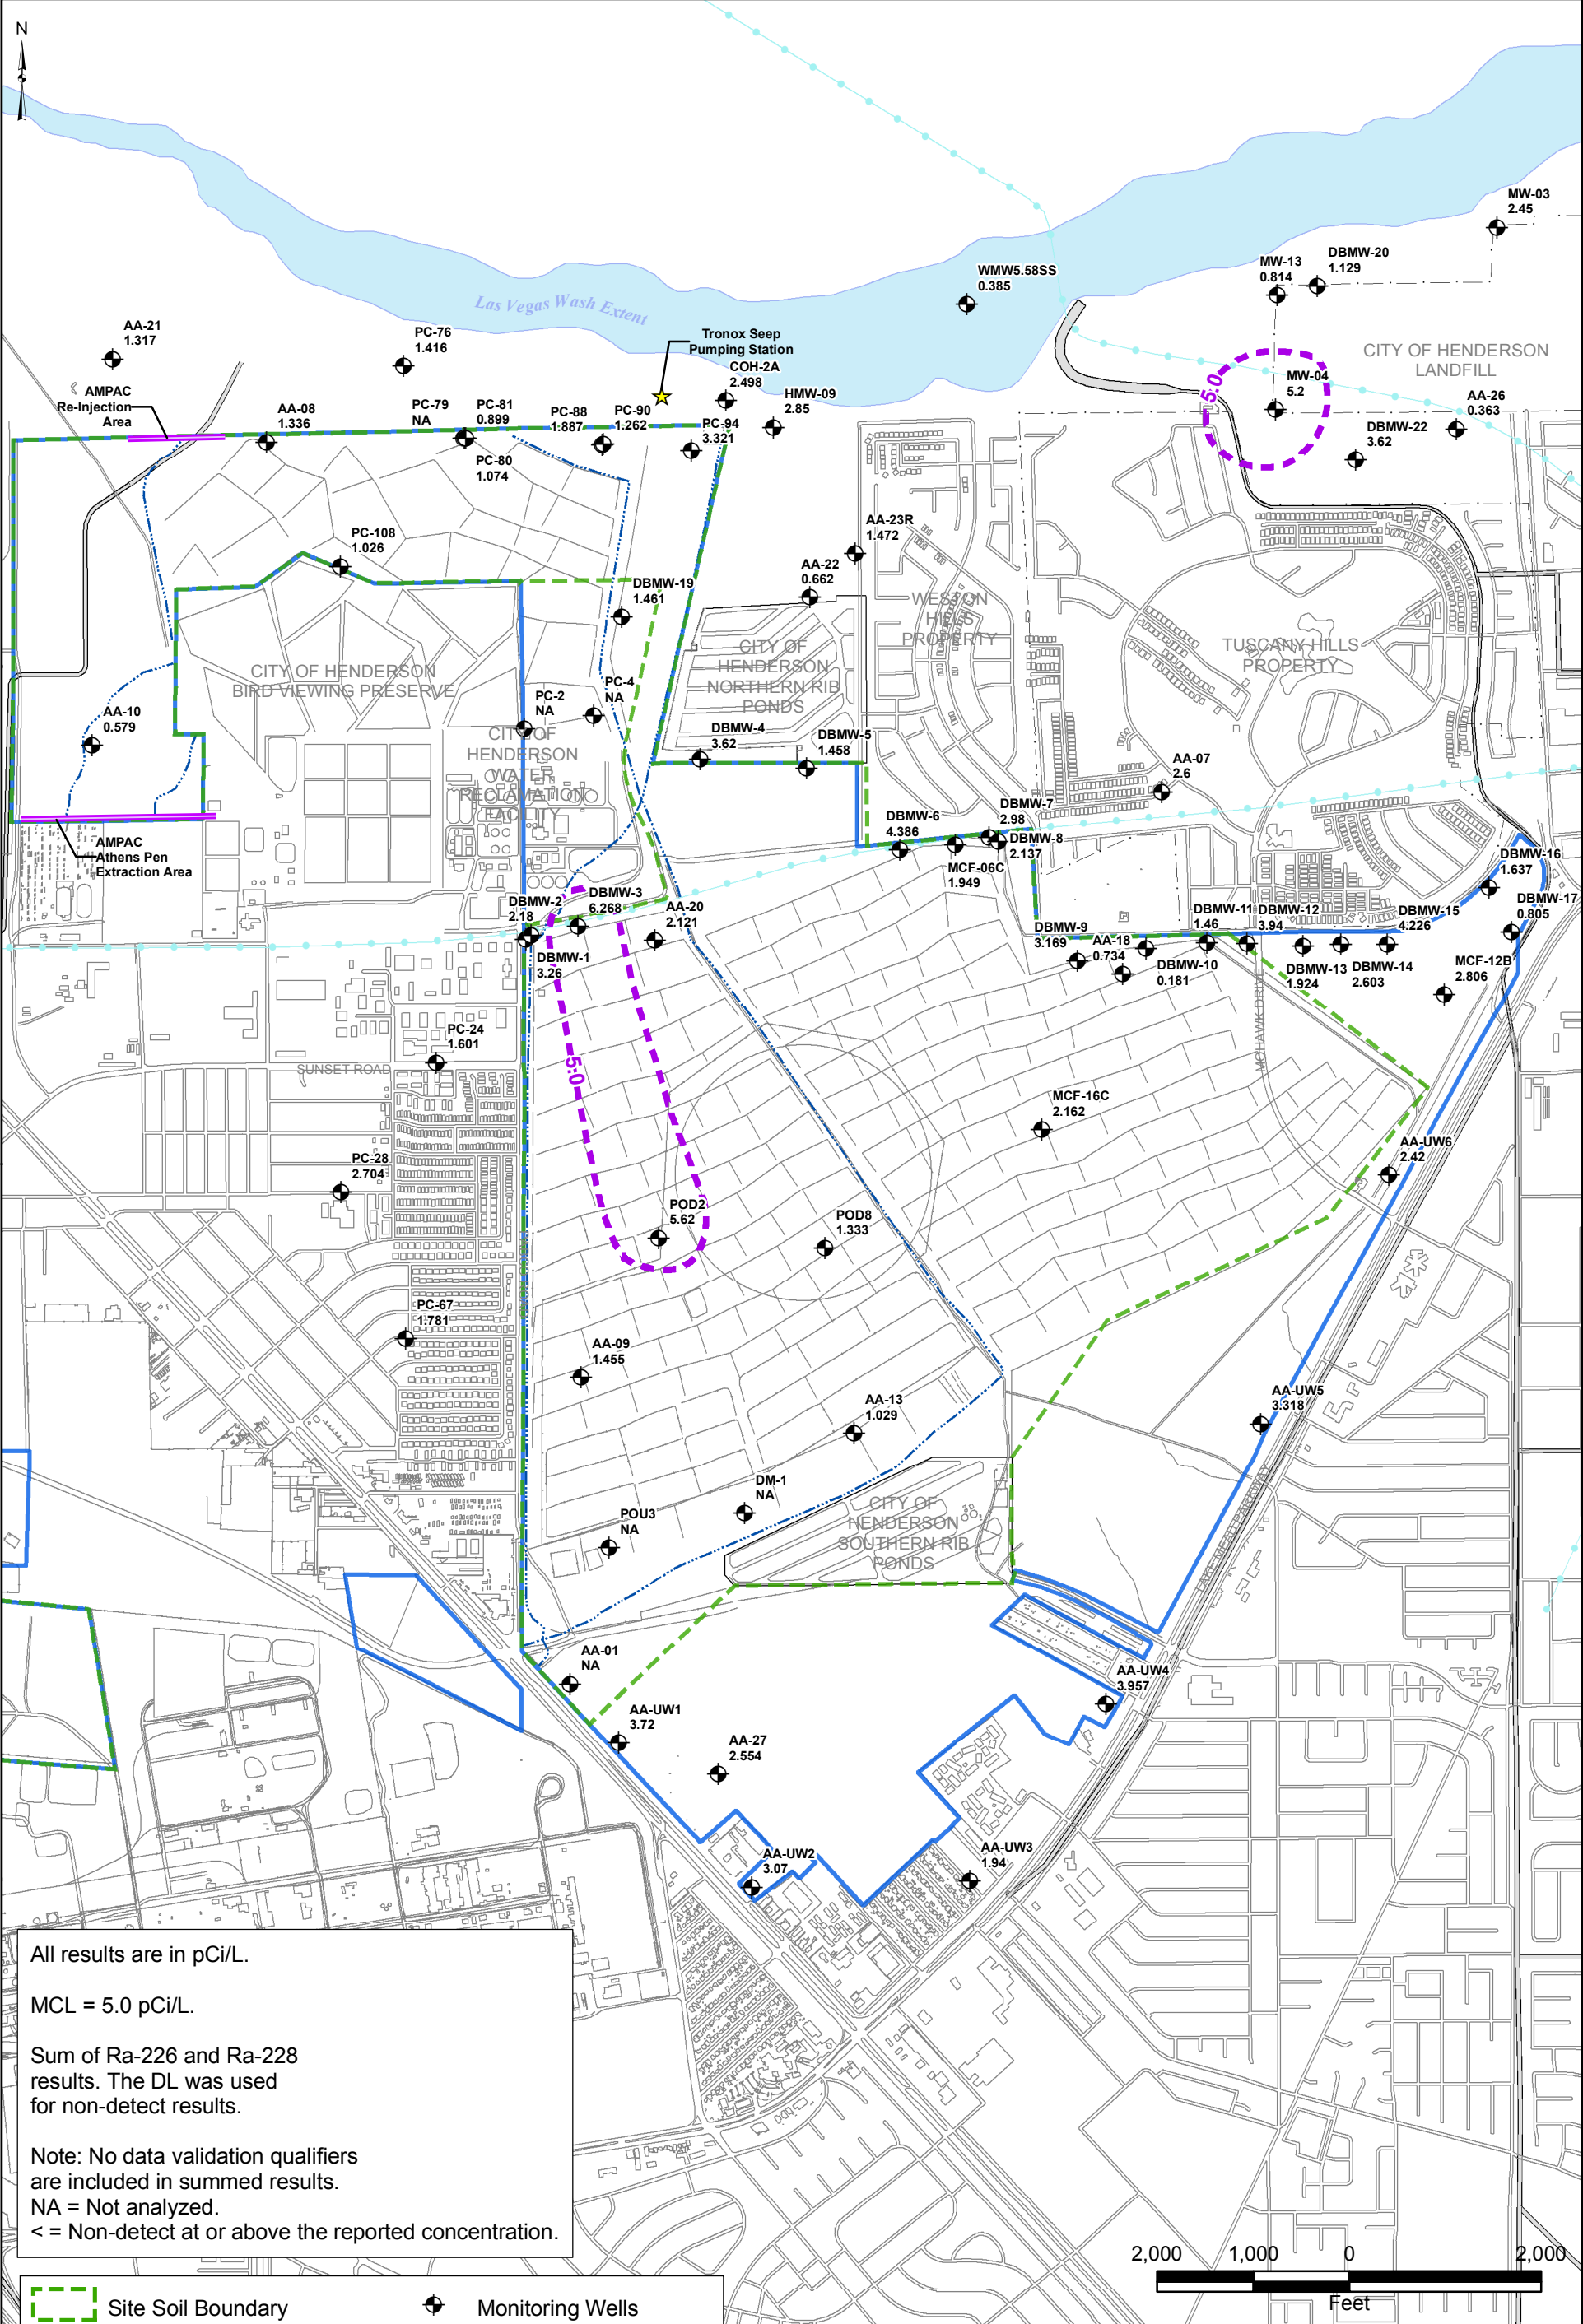 N
MW-03
2.45
DBMW-20
1.129
MW-13
0.814
WMW5.58SS
0.385
Las Vegas Wash Extent
AA-21
1.317
PC-76
1.416
Tronox Seep
Pumping Station
COH-2A
2.498
HMW-09
2.85
CITY OF HENDERSON
LANDFILL
5.0
MW-04
5.2
AA-26
0.363
DBMW-22
3.62
AMPAC
Re-Injection
Area
AA-08
1.336
PC-79
NA
PC-81
0.899
PC-88
1.887
PC-90
1.262
PC-94
3.321
PC-80
1.074
PC-108
1.026
AA-23R
1.472
AA-22
0.662
DBMW-19
1.461
WESTON
HILLS
PROPERTY
TUSCANY HILLS
PROPERTY
CITY OF HENDERSON
BIRD VIEWING PRESERVE
CITY OF
HENDERSON
NORTHERN RIB
PONDS
PC-2
NA
PC-4
NA
AA-10
0.579
CITY OF
HENDERSON
WATER
RECLAMATION
FACILITY
DBMW-4
3.62
DBMW-5
1.458
AA-07
2.6
AMPAC
Athens Pen
Extraction Area
DBMW-6
4.386
DBMW-7
2.98
DBMW-8
2.137
MCF-06C
1.949
DBMW-16
1.637
DBMW-17
0.805
DBMW-2
2.18
DBMW-3
6.268
AA-20
2.121
DBMW-1
3.26
DBMW-9
3.169
AA-18
0.734
DBMW-10
0.181
DBMW-11
1.46
DBMW-12
3.94
DBMW-13
1.924
DBMW-14
2.603
DBMW-15
4.226
MCF-12B
2.806
MOHAWK DRIVE
PC-24
1.601
SUNSET ROAD
5.0
MCF-16C
2.162
AA-UW6
2.42
PC-28
2.704
POD2
5.62
POD8
1.333
PC-67
1.781
AA-09
1.455
AA-13
1.029
AA-UW5
3.318
DM-1
NA
POU3
NA
CITY OF
HENDERSON
SOUTHERN RIB
PONDS
LAKE MEAD PARKWAY
AA-01
NA
AA-UW4
3.957
AA-UW1
3.72
AA-27
2.554
AA-UW2
3.07
AA-UW3
1.94
All results are in pCi/L.
MCL = 5.0 pCi/L.
Sum of Ra-226 and Ra-228
results. The DL was used
for non-detect results.
Note: No data validation qualifiers
are included in summed results.
NA = Not analyzed.
< = Non-detect at or above the reported concentration.
2,000 1,000 0 2,000
Feet
Site Soil Boundary
Monitoring Wells